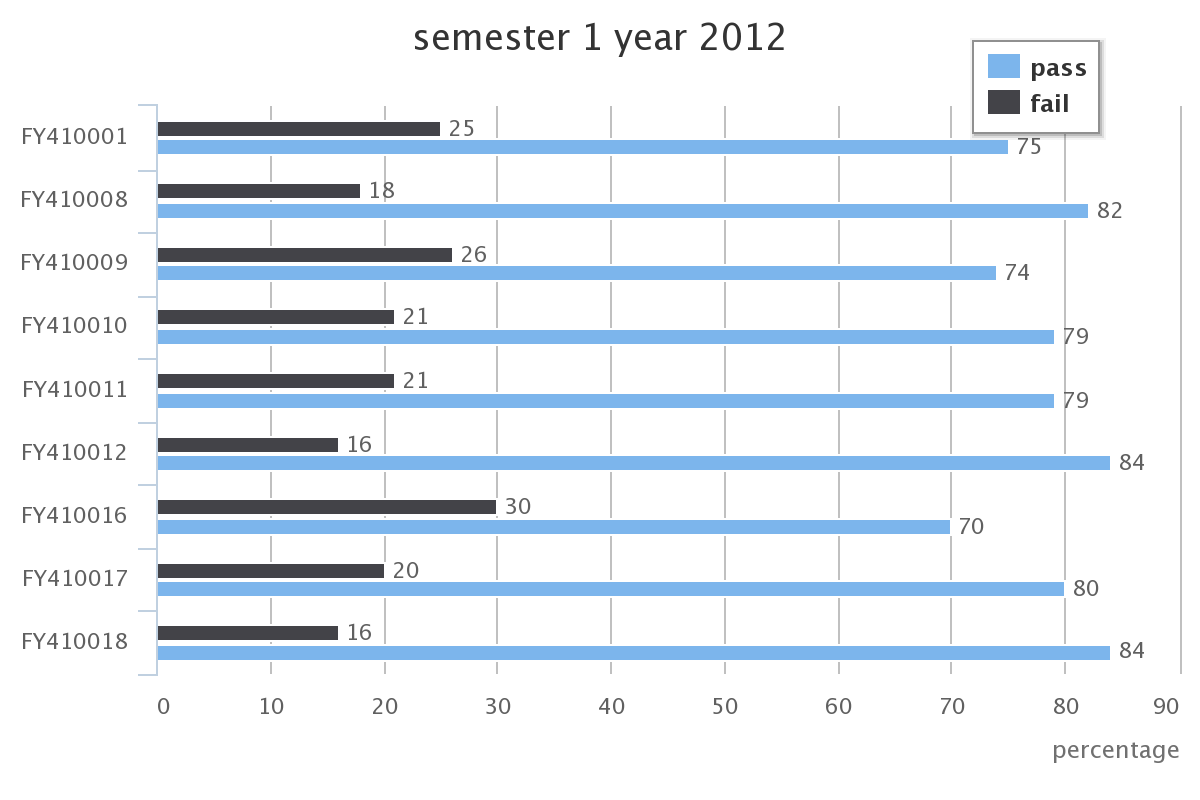 semester 1 year 2012
pass
fail
FY410001 25
75
FY410008 18
82
FY410009 26
74
FY410010 21
79
FY410011 21
79
FY410012 16
84
FY410016 30
70
FY410017 20
80
FY410018 16
84
0 10 20 30 40 50 60 70 80 90
percentage